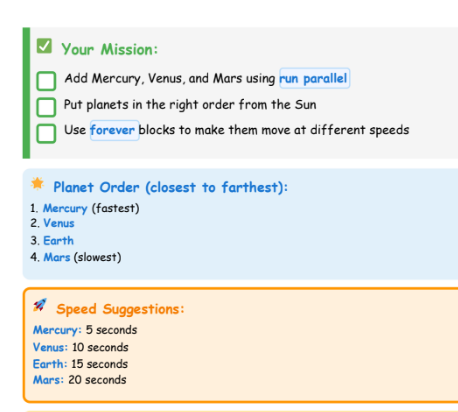 Your Mission:
Add Mercury, Venus, and Mars using run parallel
Put planets in the right order from the Sun
Use forever blocks to make them move at different speeds
Planet Order (closest to farthest):
1. Mercury (fastest)
2. Venus
3. Earth
4. Mars (slowest)
Speed Suggestions:
Mercury: 5 seconds
Venus: 10 seconds
Earth: 15 seconds
Mars: 20 seconds